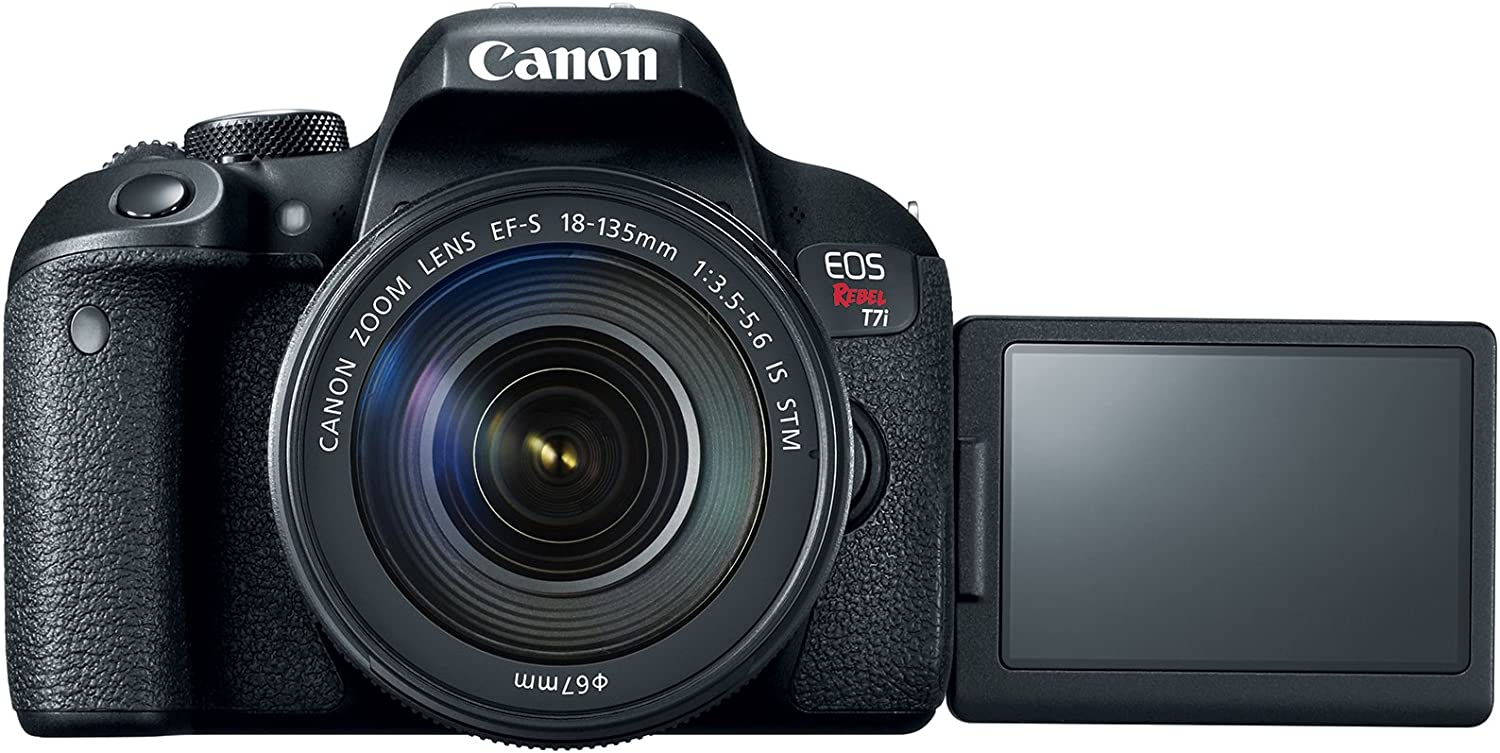 Canon
CANON ZOOM LENS EF-S 18-135mm 1:3.5-5.6 IS STM
EOS
REBEL
T7i
Φ67mm